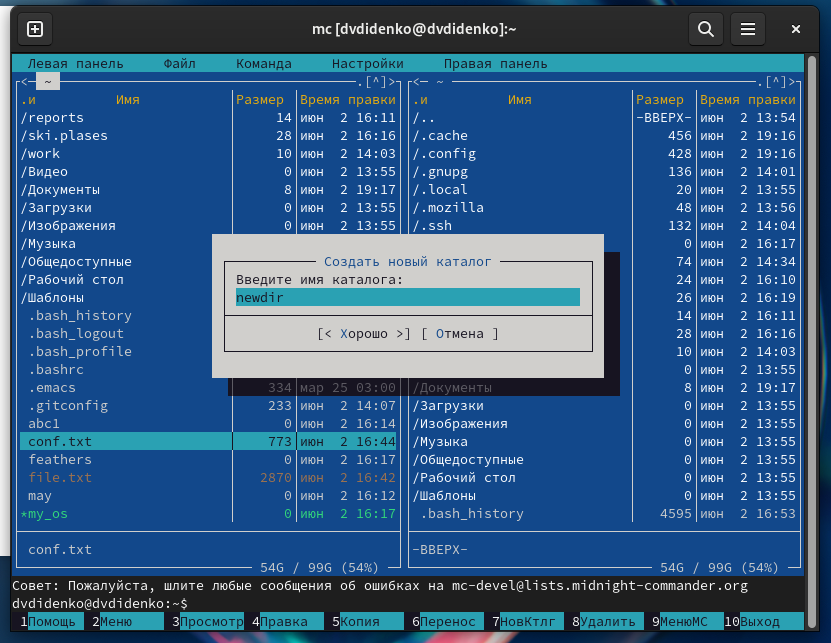 mc [dvdidenko@dvdidenko]:~
Левая панель Файл Команда Настройки Правая панель
<─ ~ .[^]> <─ ~ .[^]>
.и Имя Размер Время правки .и Имя Размер Время правки
/reports 14 июн 2 16:11 /.. -ВВЕРХ- июн 2 13:54
/ski.plases 28 июн 2 16:16 /.cache 456 июн 2 19:16
/work 10 июн 2 14:03 /.config 428 июн 2 19:16
/Видео 0 июн 2 13:55 /.gnupg 136 июн 2 14:01
/Документы 8 июн 2 19:17 /.local 20 июн 2 13:55
/Загрузки 0 июн 2 13:55 /.mozilla 48 июн 2 13:56
/Изображения 0 июн 2 13:55 /.ssh 132 июн 2 14:04
/Музыка 0 июн 2 16:17
/Общедоступные Создать новый каталог 74 июн 2 14:34
/Рабочий стол Введите имя каталога: 24 июн 2 16:10
/Шаблоны newdir 26 июн 2 16:19
.bash_history 14 июн 2 16:11
.bash_logout [< Хорошо >] [ Отмена ] 28 июн 2 16:16
.bash_profile 10 июн 2 14:03
.bashrc 0 июн 2 13:55
.emacs 334 мар 25 03:00 /Документы 8 июн 2 19:17
.gitconfig 233 июн 2 14:07 /Загрузки 0 июн 2 13:55
abc1 0 июн 2 16:14 /Изображения 0 июн 2 13:55
conf.txt 773 июн 2 16:44 /Музыка 0 июн 2 13:55
feathers 0 июн 2 16:17 /Общедоступные 0 июн 2 13:55
file.txt 2870 июн 2 16:42 /Рабочий стол 0 июн 2 13:55
may 0 июн 2 16:12 /Шаблоны 0 июн 2 13:55
*my_os 0 июн 2 16:17 .bash_history 4595 июн 2 16:53
conf.txt -ВВЕРХ-
54G / 99G (54%) 54G / 99G (54%)
Совет: Пожалуйста, шлите любые сообщения об ошибках на mc-devel@lists.midnight-commander.org
dvdidenko@dvdidenko:~$
1Помощь 2Меню 3Просмотр 4Правка 5Копия 6Перенос 7НовКтлг 8Удалить 9МенюMC 10Выход